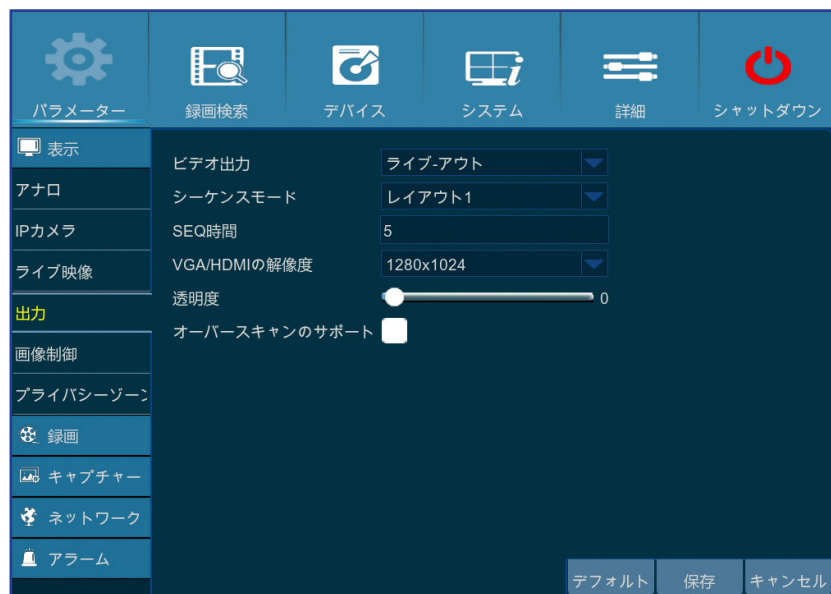 パラメーター
録画検索
デバイス
システム
詳細
シャットダウン
表示
アナロ
IPカメラ
ライブ映像
出力
画像制御
プライバシーゾーン
録画
キャプチャー
ネットワーク
アラーム
ビデオ出力 ライブ-アウト
シーケンスモード レイアウト1
SEQ時間 5
VGA/HDMIの解像度 1280x1024
透明度 0
オーバースキャンのサポート
デフォルト 保存 キャンセル